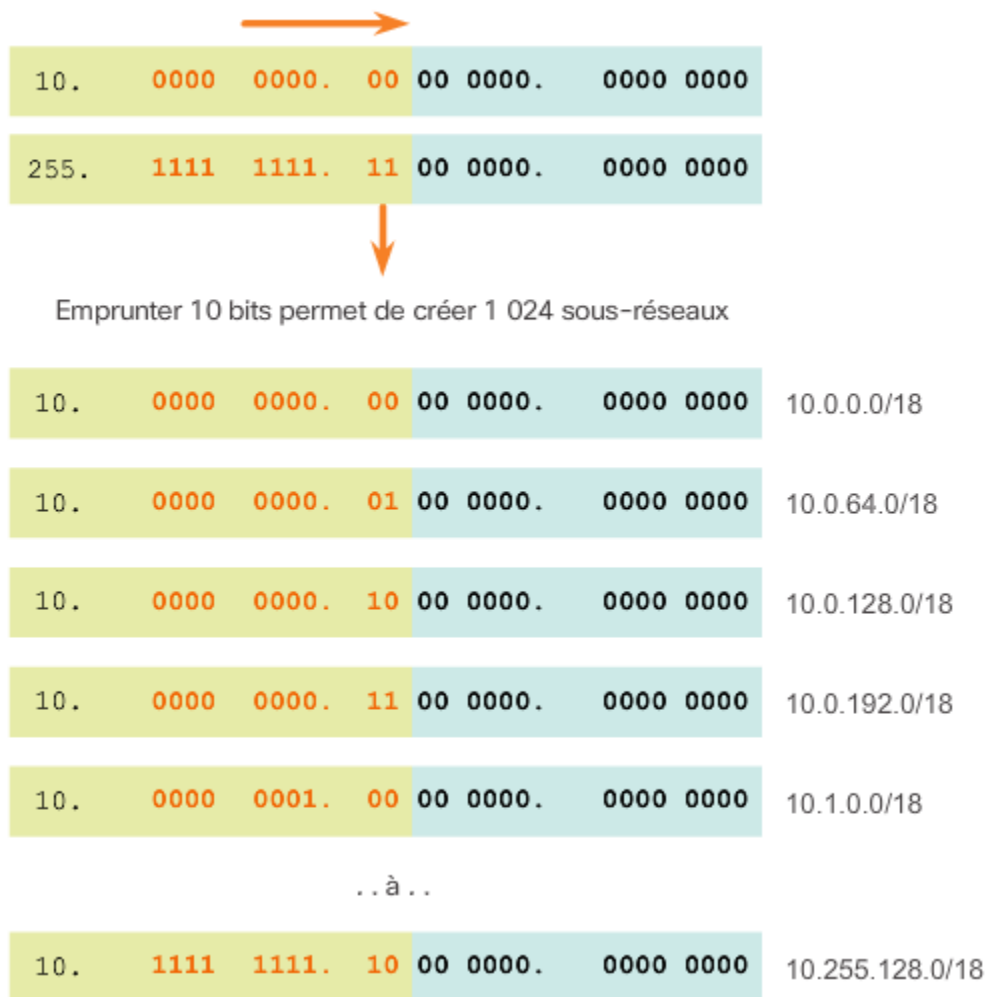 10. 0000 0000. 00 00 0000. 0000 0000
255. 1111 1111. 11 00 0000. 0000 0000
Emprunter 10 bits permet de créer 1 024 sous-réseaux
10. 0000 0000. 00 00 0000. 0000 0000 10.0.0.0/18
10. 0000 0000. 01 00 0000. 0000 0000 10.0.64.0/18
10. 0000 0000. 10 00 0000. 0000 0000 10.0.128.0/18
10. 0000 0000. 11 00 0000. 0000 0000 10.0.192.0/18
10. 0000 0001. 00 00 0000. 0000 0000 10.1.0.0/18
..à..
10. 1111 1111. 10 00 0000. 0000 0000 10.255.128.0/18